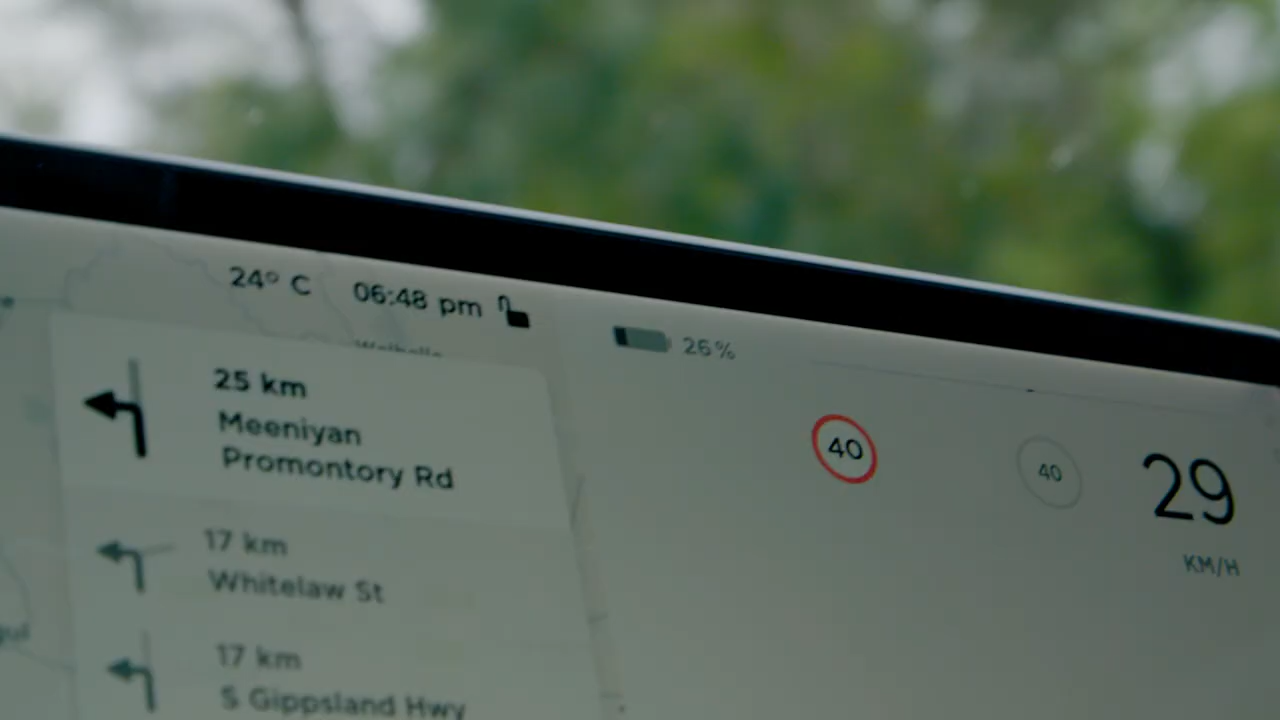 24° C 06:48 pm
26%
25 km
Meeniyan
Promontory Rd
40
40
29
KM/H
17 km
Whitelaw St
17 km
S Gippsland Hwy